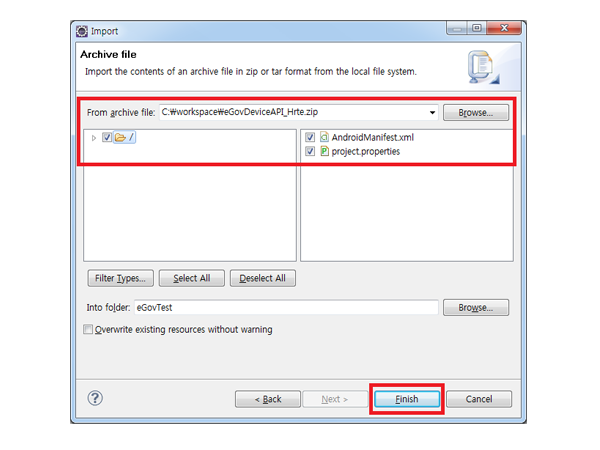 Import
Archive file
Import the contents of an archive file in zip or tar format from the local file system.
From archive file: C:₩workspace₩eGovDeviceAPI_Hrte.zip Browse...
/
AndroidManifest.xml
project.properties
Filter Types... Select All Deselect All
Into folder: eGovTest Browse...
Overwrite existing resources without warning
? < Back Next > Finish Cancel